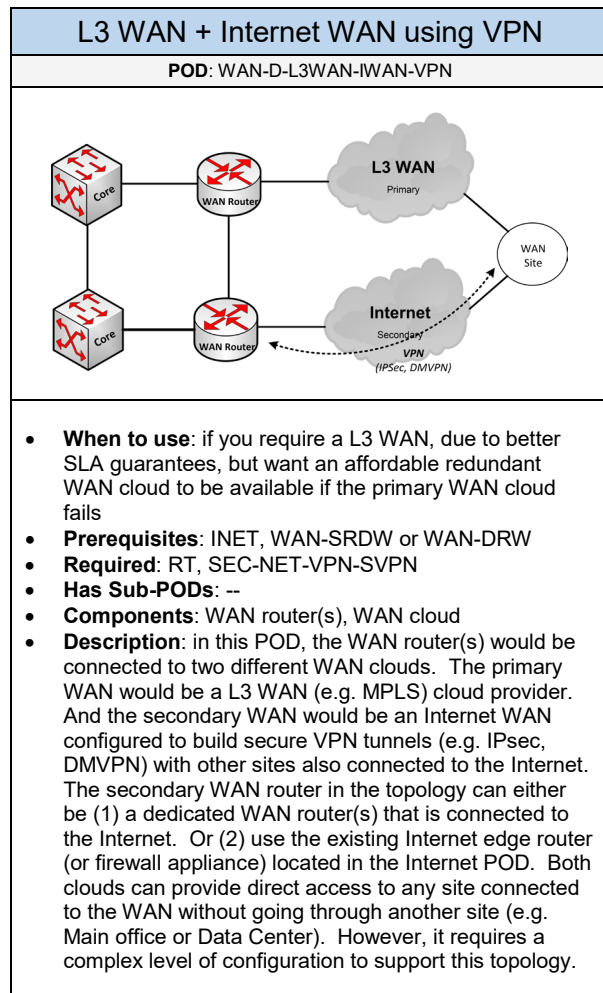 L3 WAN + Internet WAN using VPN
POD: WAN-D-L3WAN-IWAN-VPN
Core
WAN Router
L3 WAN
Primary
WAN
Site
Core
WAN Router
Internet
Secondary
VPN
(IPSec, DMVPN)
• When to use: if you require a L3 WAN, due to better
SLA guarantees, but want an affordable redundant
WAN cloud to be available if the primary WAN cloud
fails
• Prerequisites: INET, WAN-SRDW or WAN-DRW
• Required: RT, SEC-NET-VPN-SVPN
• Has Sub-PODs: --
• Components: WAN router(s), WAN cloud
• Description: in this POD, the WAN router(s) would be
connected to two different WAN clouds. The primary
WAN would be a L3 WAN (e.g. MPLS) cloud provider.
And the secondary WAN would be an Internet WAN
configured to build secure VPN tunnels (e.g. IPsec,
DMVPN) with other sites also connected to the Internet.
The secondary WAN router in the topology can either
be (1) a dedicated WAN router(s) that is connected to
the Internet. Or (2) use the existing Internet edge router
(or firewall appliance) located in the Internet POD. Both
clouds can provide direct access to any site connected
to the WAN without going through another site (e.g.
Main office or Data Center). However, it requires a
complex level of configuration to support this topology.